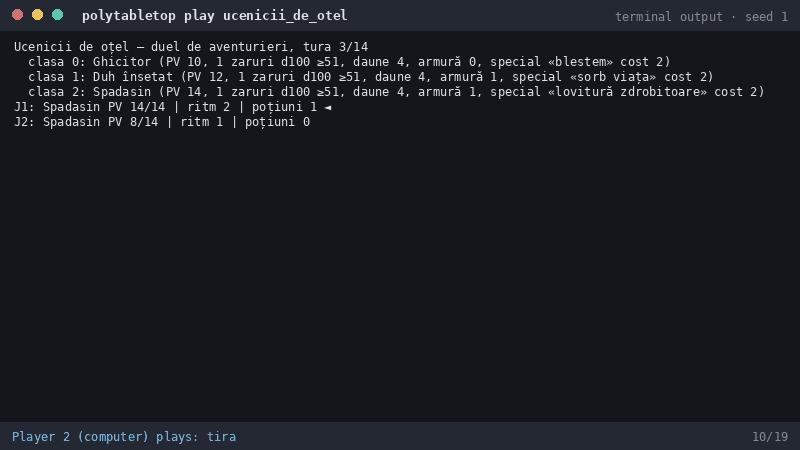 polytabletop play ucenicii_de_otel
terminal output · seed 1
Ucenicii de oțel — duel de aventurieri, tura 3/14
clasa 0: Ghicitor (PV 10, 1 zaruri d100 ≥51, daune 4, armură 0, special «blestem» cost 2)
clasa 1: Duh însetat (PV 12, 1 zaruri d100 ≥51, daune 4, armură 1, special «sorb viața» cost 2)
clasa 2: Spadasin (PV 14, 1 zaruri d100 ≥51, daune 4, armură 1, special «lovitură zdrobitoare» cost 2)
J1: Spadasin PV 14/14 | ritm 2 | poțiuni 1 ◄
J2: Spadasin PV 8/14 | ritm 1 | poțiuni 0
Player 2 (computer) plays: tira
10/19